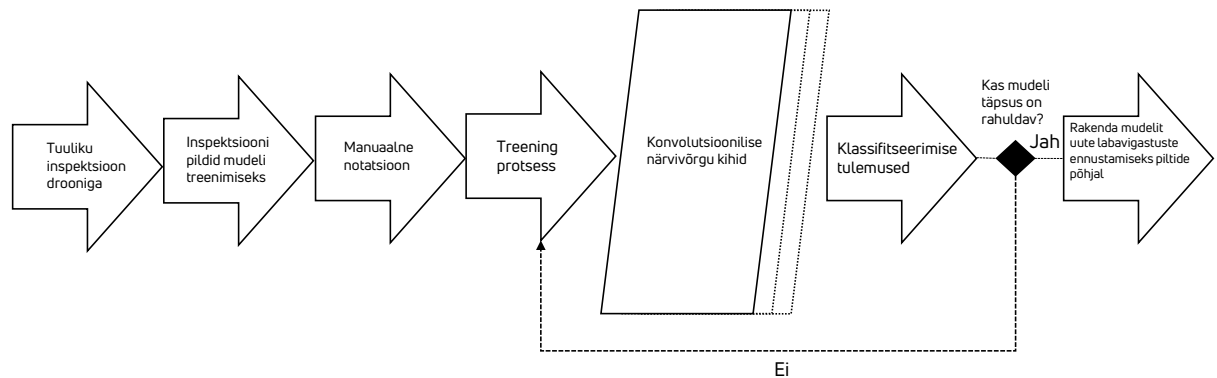 Tuuliku
inspektsioon
drooniga
Inspektsiooni
pildid mudeli
treenimiseks
Manuaalne
notatsioon
Treening
protsess
Konvolutsioonilise
närvivõrgu kihid
Klassifitseerimise
tulemused
Kas mudeli
täpsus on
rahuldav?
Jah
Rakenda mudelit
uute labavigastuste
ennustamiseks piltide
põhjal
Ei